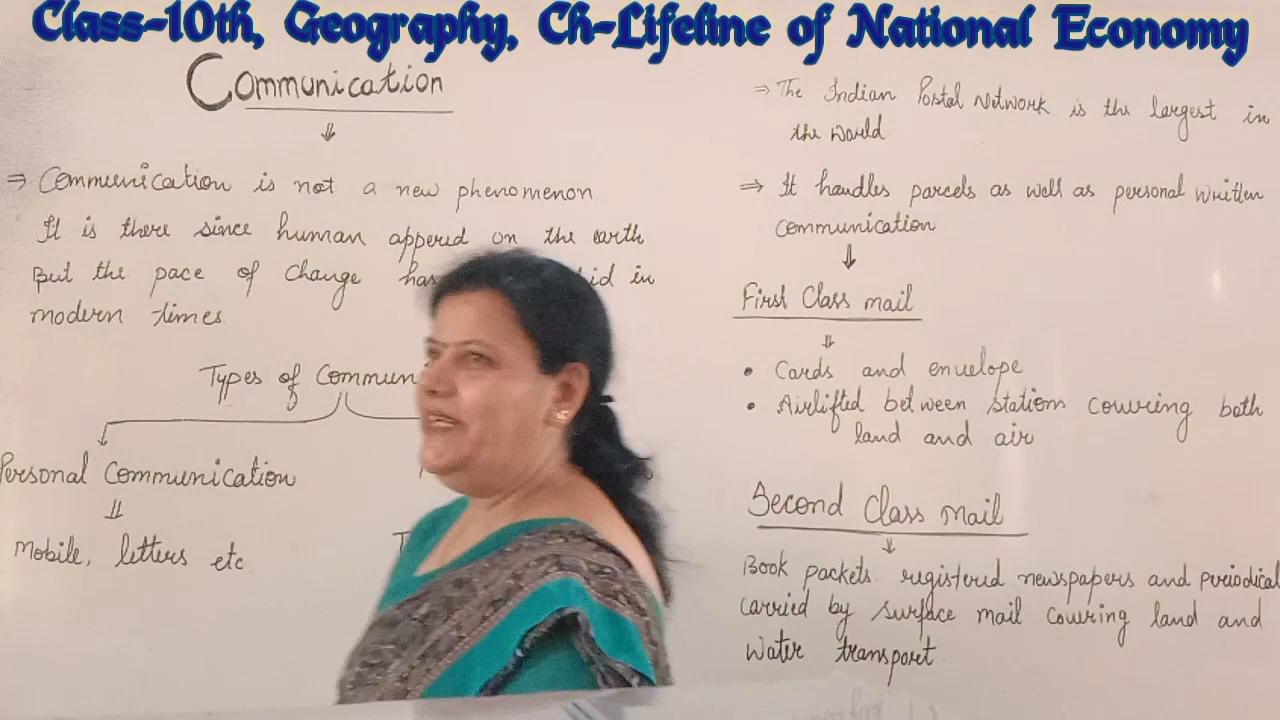 Class-10th, Geography, Ch-Lifeline of National Economy
Communication
⇒ Communication is not a new phenomenon
It is there since human appered on the earth
But the pace of change has
in
modern times.
Types of
Personal Communication
Mobile, letters etc
⇒ The Indian Postal Network is the largest in
the world.
⇒ It handles parcels as well as personal written
communication
First Class mail
• Cards and envelope
• Airlifted between stations covering both
land and air
Second Class Mail
Book packets registered newspapers and periodical
carried by surface mail covering land and
water transport